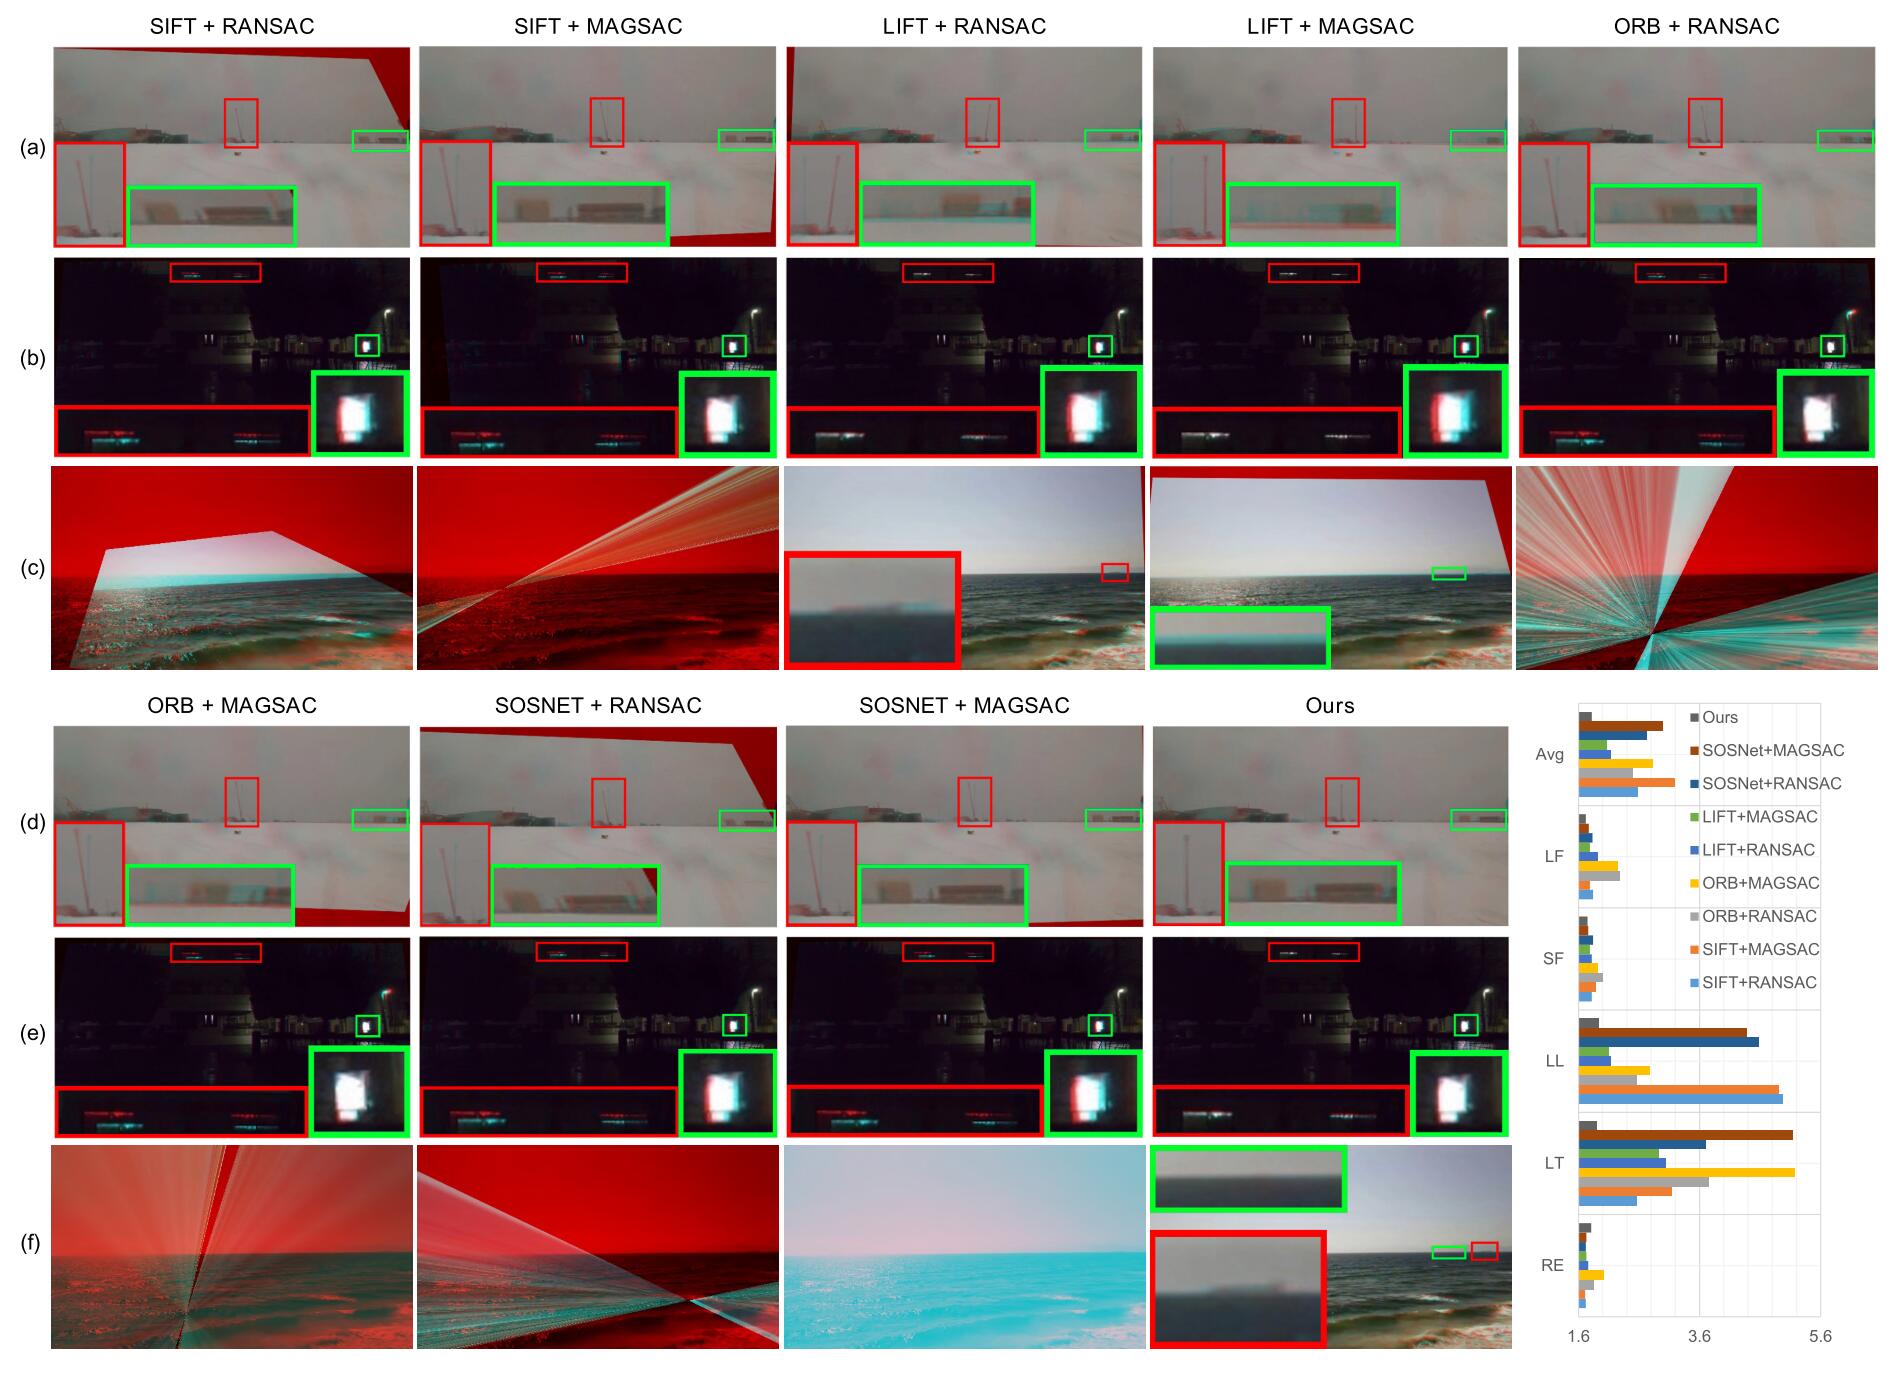 SIFT + RANSAC
SIFT + MAGSAC
LIFT + RANSAC
LIFT + MAGSAC
ORB + RANSAC
(a)
(b)
(c)
ORB + MAGSAC
SOSNET + RANSAC
SOSNET + MAGSAC
Ours
(d)
(e)
(f)
Avg
LF
SF
LL
LT
RE
Ours
SOSNet+MAGSAC
SOSNet+RANSAC
LIFT+MAGSAC
LIFT+RANSAC
ORB+MAGSAC
ORB+RANSAC
SIFT+MAGSAC
SIFT+RANSAC
1.6 3.6 5.6